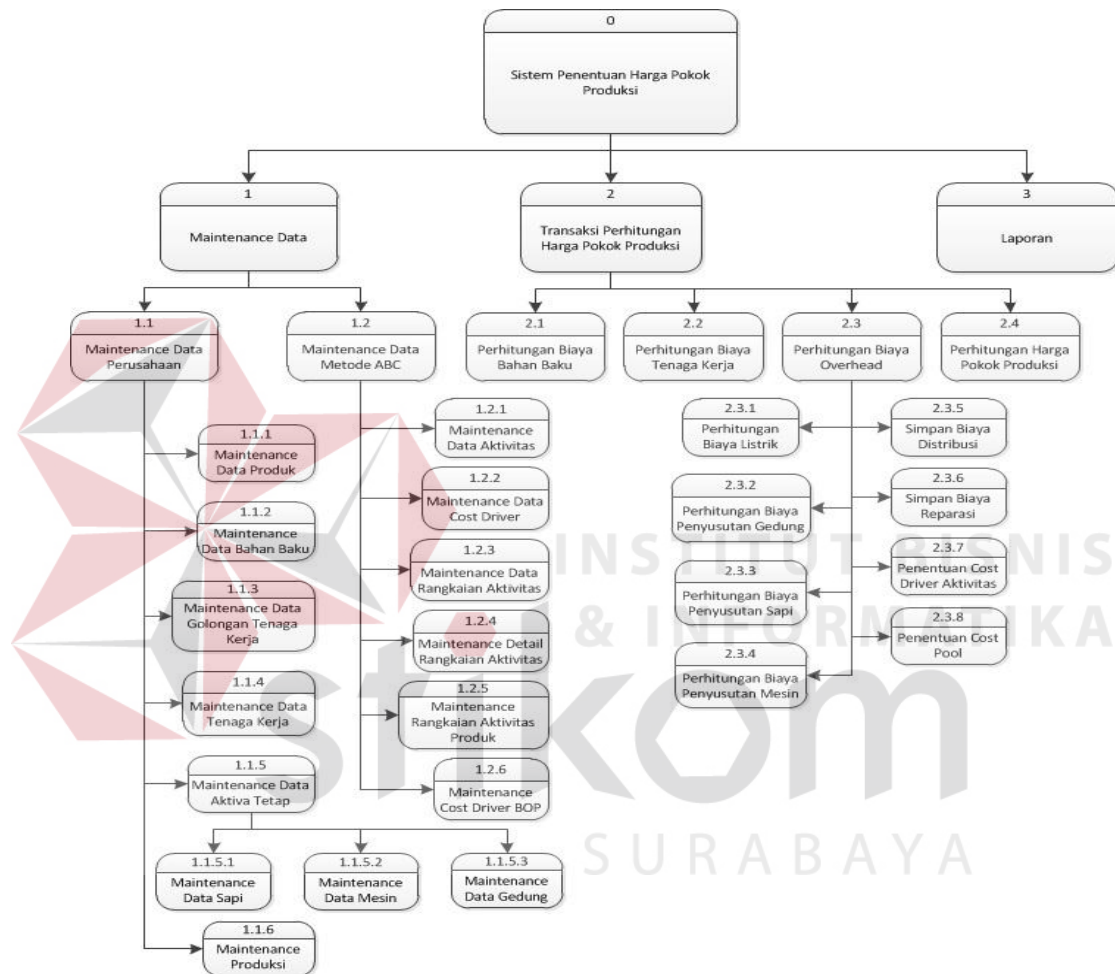 0
Sistem Penentuan Harga Pokok
Produksi
1
Maintenance Data
2
Transaksi Perhitungan
Harga Pokok Produksi
3
Laporan
1.1
Maintenance Data
Perusahaan
1.2
Maintenance Data
Metode ABC
2.1
Perhitungan Biaya
Bahan Baku
2.2
Perhitungan Biaya
Tenaga Kerja
2.3
Perhitungan Biaya
Overhead
2.4
Perhitungan Harga
Pokok Produksi
1.1.1
Maintenance
Data Produk
1.1.2
Maintenance
Data Bahan Baku
1.1.3
Maintenance Data
Golongan Tenaga
Kerja
1.1.4
Maintenance Data
Tenaga Kerja
1.1.5
Maintenance Data
Aktiva Tetap
1.1.5.1
Maintenance
Data Sapi
1.1.5.2
Maintenance
Data Mesin
1.1.5.3
Maintenance
Data Gedung
1.1.6
Maintenance
Produksi
1.2.1
Maintenance
Data Aktivitas
1.2.2
Maintenance Data
Cost Driver
1.2.3
Maintenance Data
Rangkaian Aktivitas
1.2.4
Maintenance Detail
Rangkaian Aktivitas
1.2.5
Maintenance
Rangkaian Aktivitas
Produk
1.2.6
Maintenance
Cost Driver BOP
2.3.1
Perhitungan
Biaya Listrik
2.3.2
Perhitungan Biaya
Penyusutan Gedung
2.3.3
Perhitungan Biaya
Penyusutan Sapi
2.3.4
Perhitungan Biaya
Penyusutan Mesin
2.3.5
Simpan Biaya
Distribusi
2.3.6
Simpan Biaya
Reparasi
2.3.7
Penentuan Cost
Driver Aktivitas
2.3.8
Penentuan Cost
Pool
INSTITUT BISNIS
& INFORMATIKA
stikom
SURABAYA